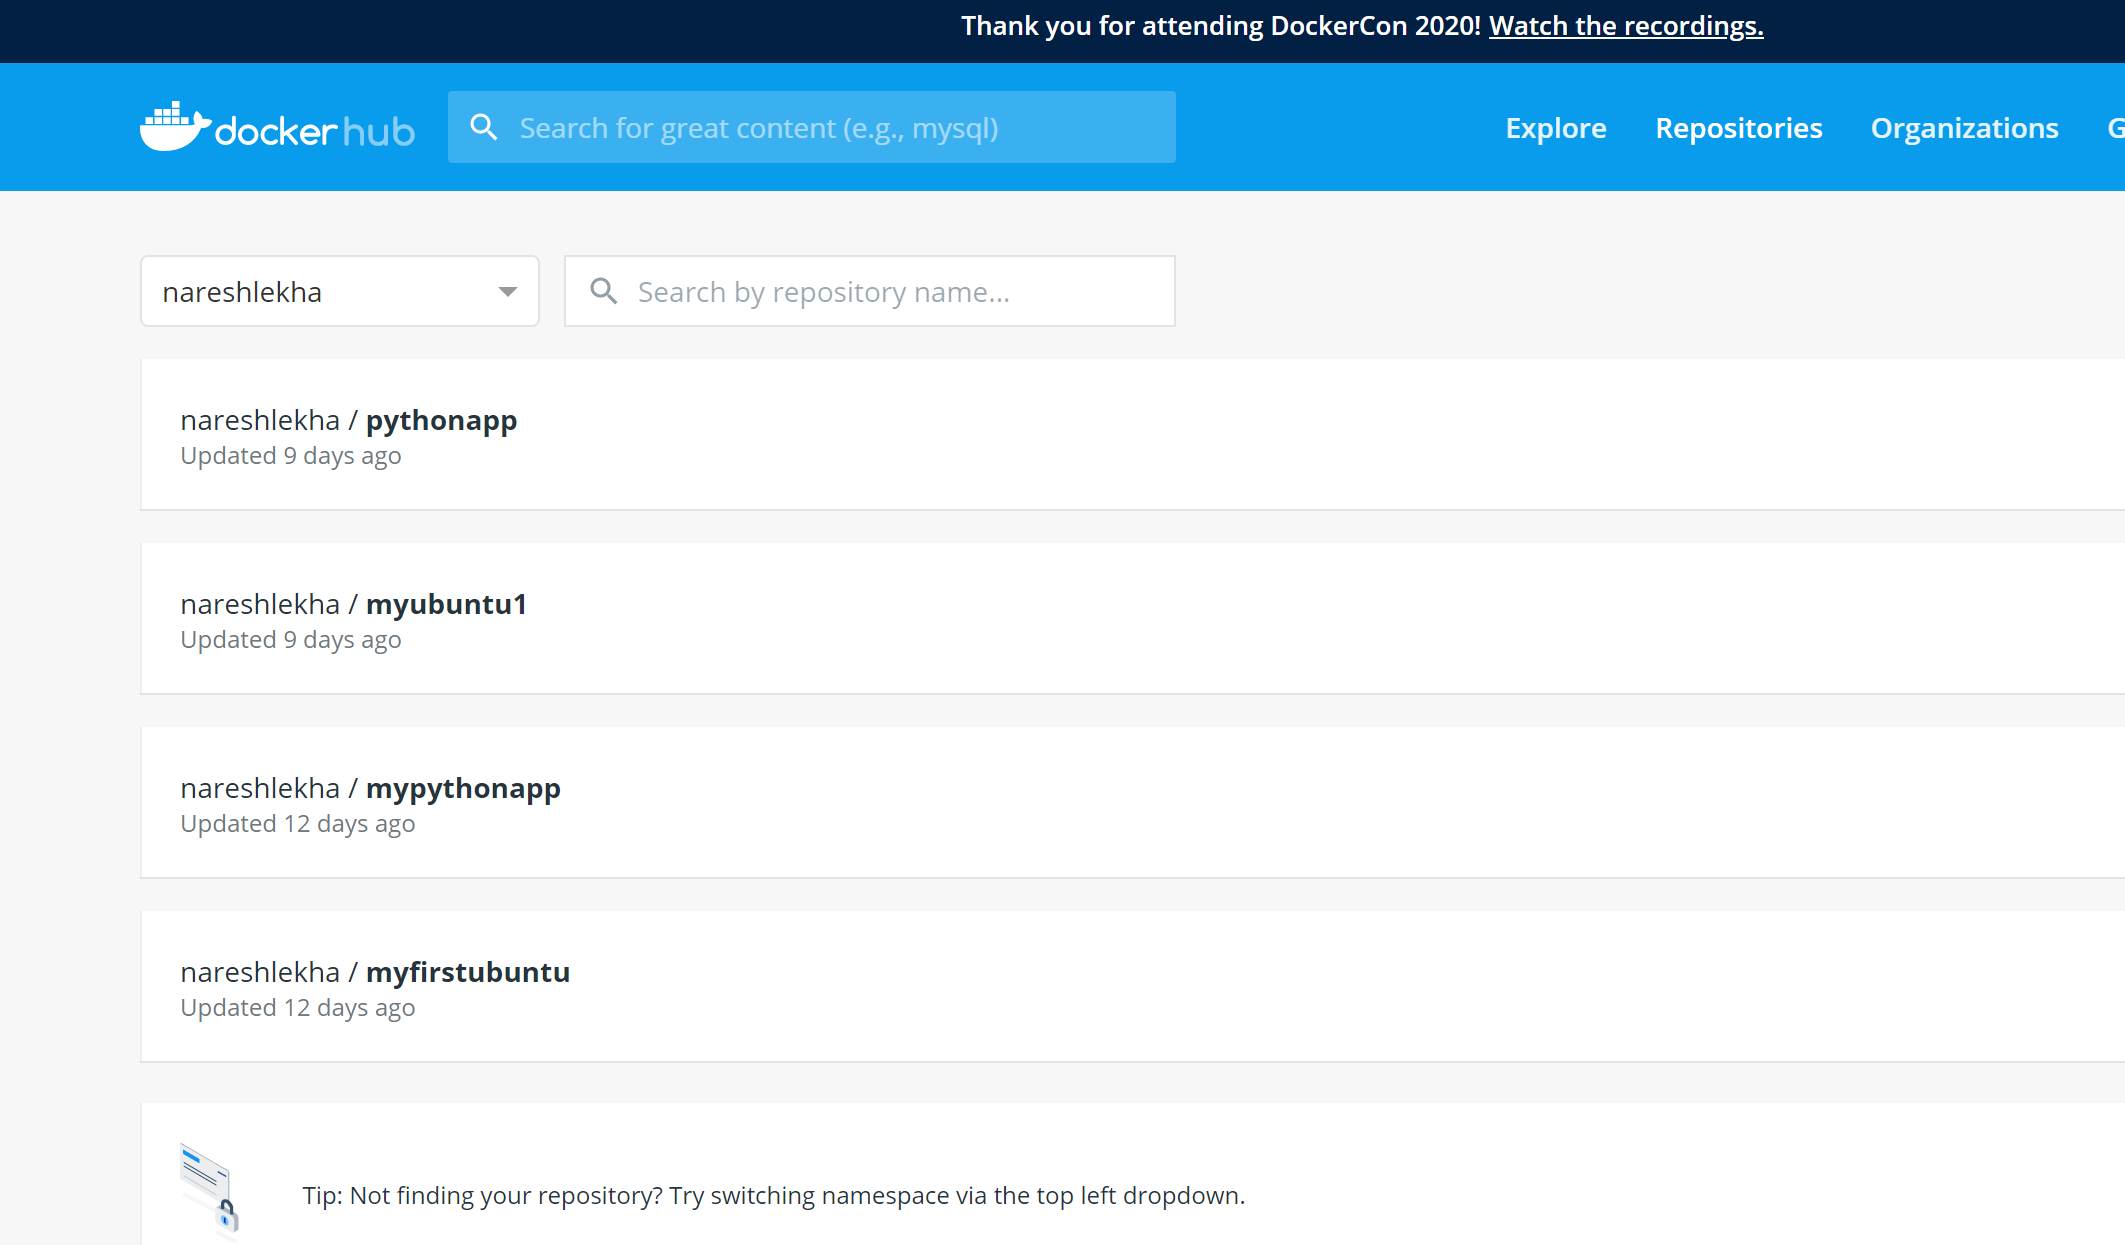 Thank you for attending DockerCon 2020! Watch the recordings.
dockerhub
Search for great content (e.g., mysql)
Explore
Repositories
Organizations
nareshlekha
Search by repository name...
nareshlekha / pythonapp
Updated 9 days ago
nareshlekha / myubuntu1
Updated 9 days ago
nareshlekha / mypythonapp
Updated 12 days ago
nareshlekha / myfirstubuntu
Updated 12 days ago
Tip: Not finding your repository? Try switching namespace via the top left dropdown.